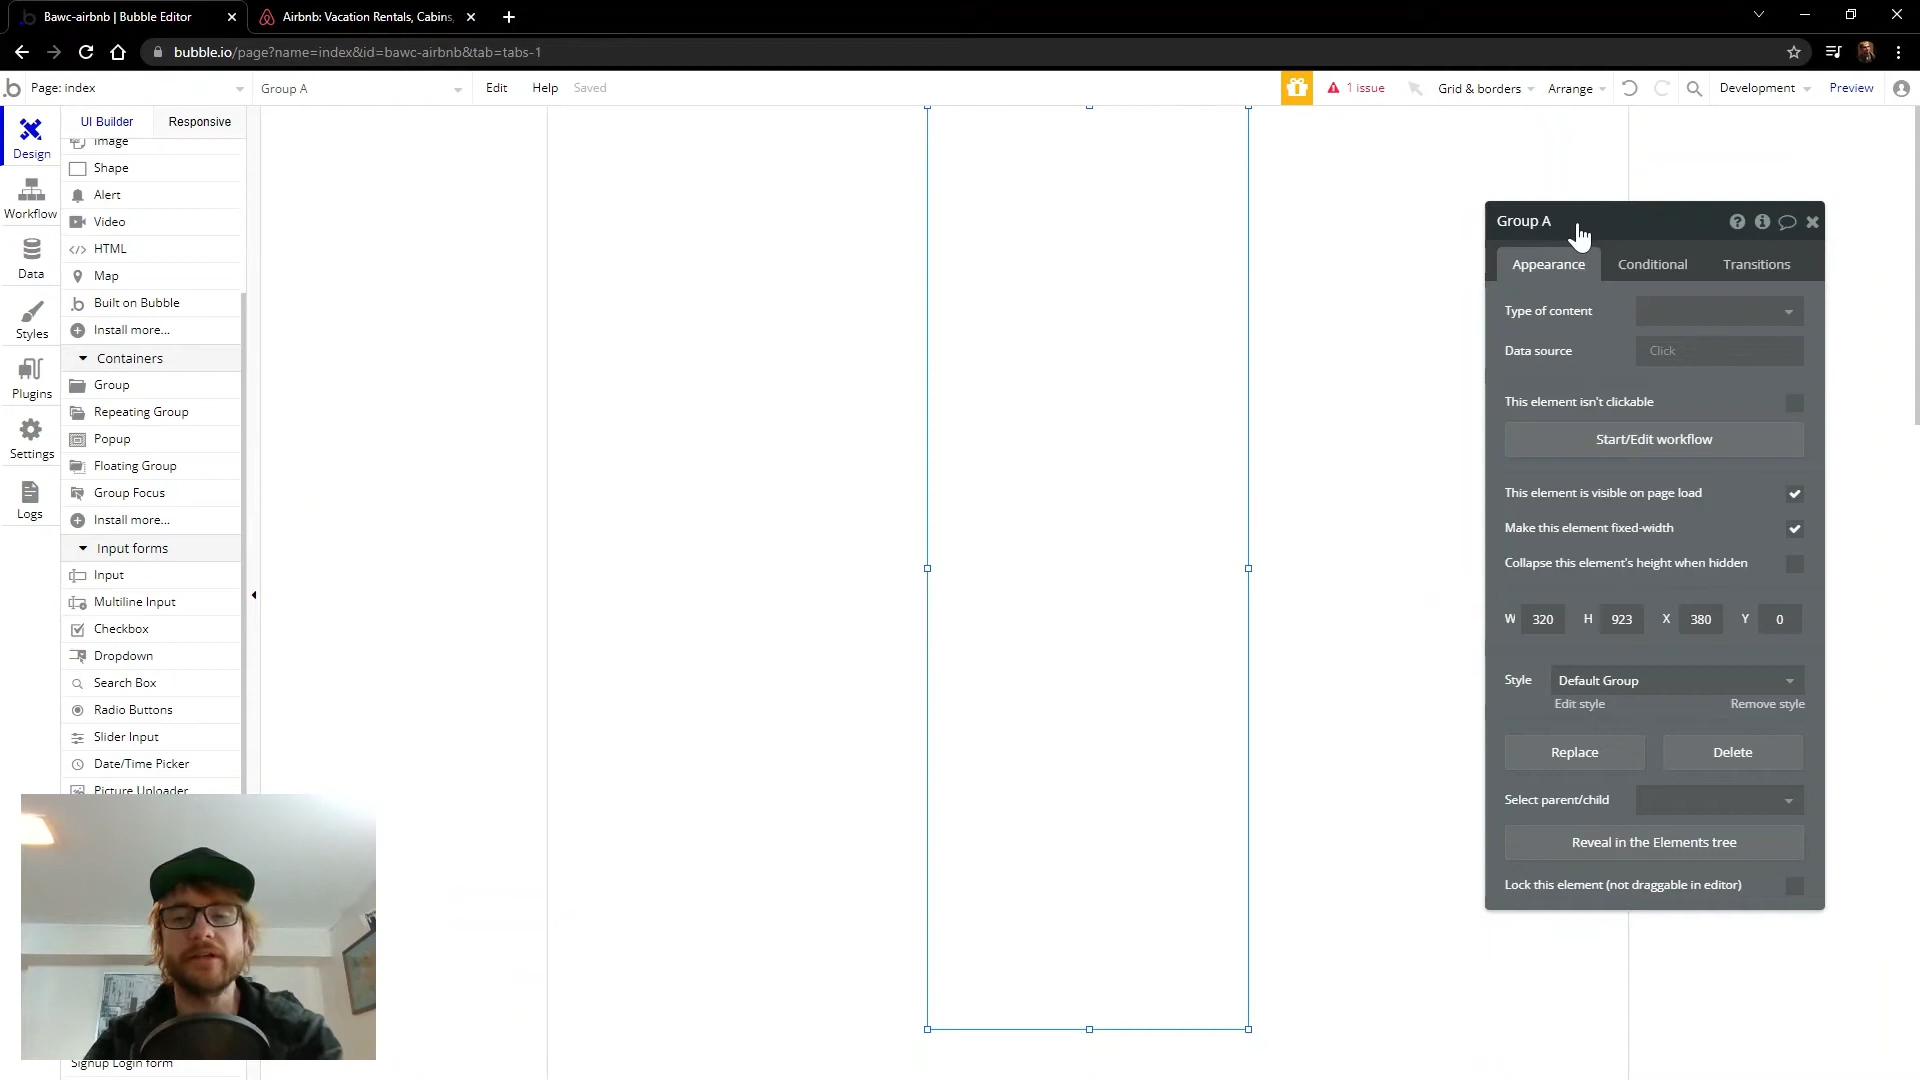 Bawc-airbnb | Bubble Editor
Airbnb: Vacation Rentals, Cabins,
bubble.io/page?name=index&id=bawc-airbnb&tab=tabs-1
Page: index
Group A
Edit
Help
Saved
1 issue
Grid & borders
Arrange
Development
Preview
UI Builder
Responsive
Design
Workflow
Data
Styles
Plugins
Settings
Logs
Image
Shape
Alert
Video
HTML
Map
Built on Bubble
Install more...
Containers
Group
Repeating Group
Popup
Floating Group
Group Focus
Install more...
Input forms
Input
Multiline Input
Checkbox
Dropdown
Search Box
Radio Buttons
Slider Input
Date/Time Picker
Picture Uploader
Signup Login form
Group A
Appearance
Conditional
Transitions
Type of content
Data source
Click
This element isn't clickable
Start/Edit workflow
This element is visible on page load
Make this element fixed-width
Collapse this element's height when hidden
W 320 H 923 X 380 Y 0
Style
Default Group
Edit style
Remove style
Replace
Delete
Select parent/child
Reveal in the Elements tree
Lock this element (not draggable in editor)